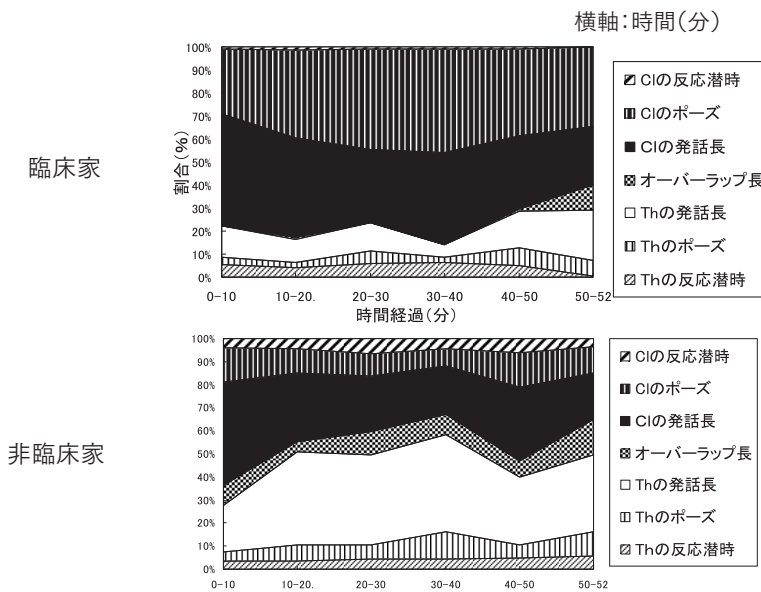 横軸:時間(分)
臨床家
割合(%)
100%
90%
80%
70%
60%
50%
40%
30%
20%
10%
0%
0-10 10-20. 20-30 30-40 40-50 50-52
時間経過(分)
Clの反応潜時
Clのポーズ
Clの発話長
オーバーラップ長
Thの発話長
Thのポーズ
Thの反応潜時
非臨床家
100%
90%
80%
70%
60%
50%
40%
30%
20%
10%
0%
0-10 10-20. 20-30 30-40 40-50 50-52
Clの反応潜時
Clのポーズ
Clの発話長
オーバーラップ長
Thの発話長
Thのポーズ
Thの反応潜時